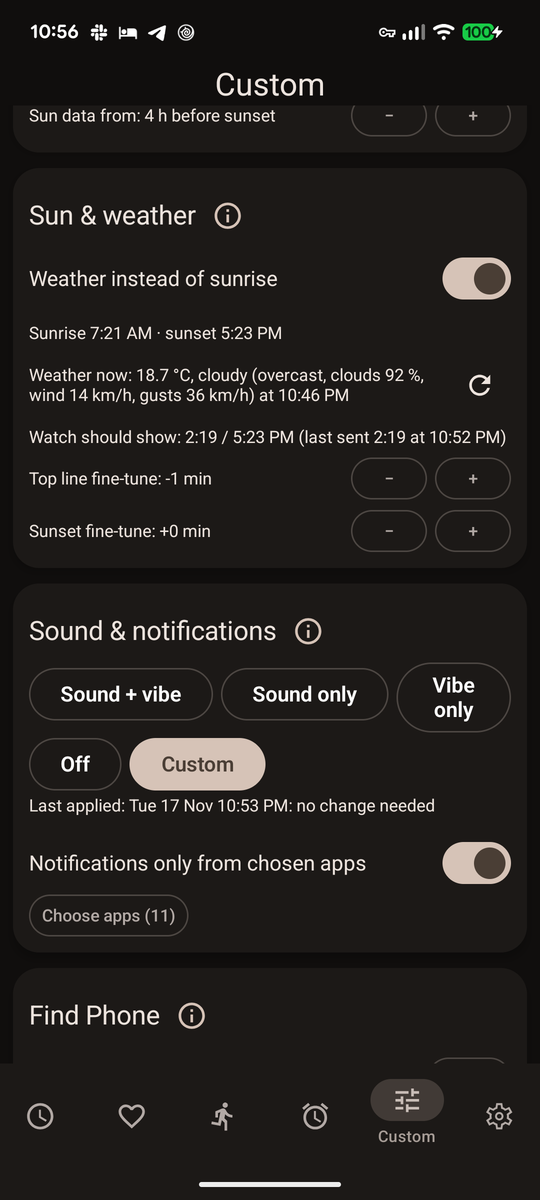 10:56
100
Custom
Sun data from: 4 h before sunset
−
+
Sun & weather
Weather instead of sunrise
Sunrise 7:21 AM · sunset 5:23 PM
Weather now: 18.7 °C, cloudy (overcast, clouds 92 %,
wind 14 km/h, gusts 36 km/h) at 10:46 PM
Watch should show: 2:19 / 5:23 PM (last sent 2:19 at 10:52 PM)
Top line fine-tune: -1 min
−
+
Sunset fine-tune: +0 min
−
+
Sound & notifications
Sound + vibe
Sound only
Vibe
only
Off
Custom
Last applied: Tue 17 Nov 10:53 PM: no change needed
Notifications only from chosen apps
Choose apps (11)
Find Phone
Custom